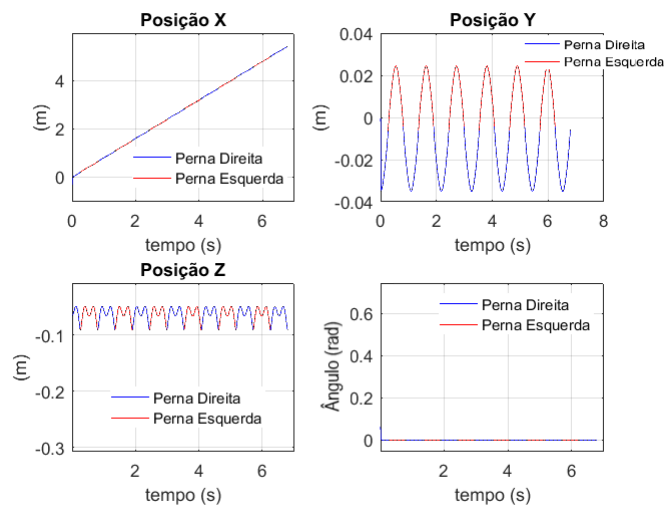 Posição X
(m)
4
2
0
Perna Direita
Perna Esquerda
0
2
4
6
tempo (s)
Posição Y
(m)
0.04
0.02
0
-0.02
-0.04
Perna Direita
Perna Esquerda
0
2
4
6
8
tempo (s)
Posição Z
(m)
-0.1
-0.2
-0.3
Perna Direita
Perna Esquerda
2
4
6
tempo (s)
Ângulo (rad)
0.6
0.4
0.2
0
Perna Direita
Perna Esquerda
2
4
6
tempo (s)